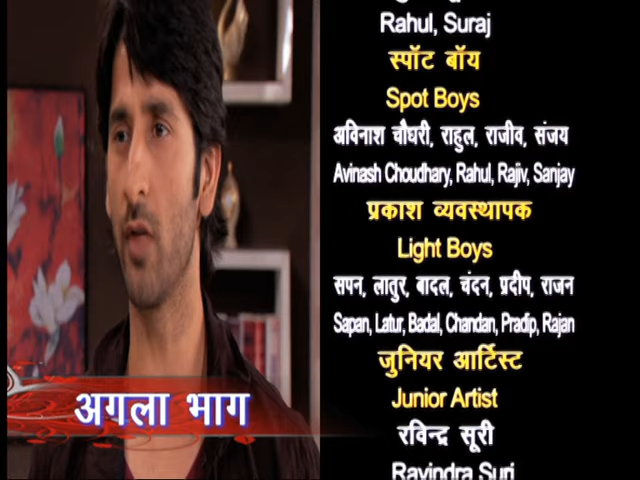 Rahul, Suraj
स्पॉट बॉय
Spot Boys
अविनाश चौधरी, राहुल, राजीव, संजय
Avinash Choudhary, Rahul, Rajiv, Sanjay
प्रकाश व्यवस्थापक
Light Boys
सपन, लातुर, बादल, चंदन, प्रदीप, राजन
Sapan, Latur, Badal, Chandan, Pradip, Rajan
जुनियर आर्टिस्ट
Junior Artist
रविन्द्र सूरी
Ravindra Suri
अगला भाग